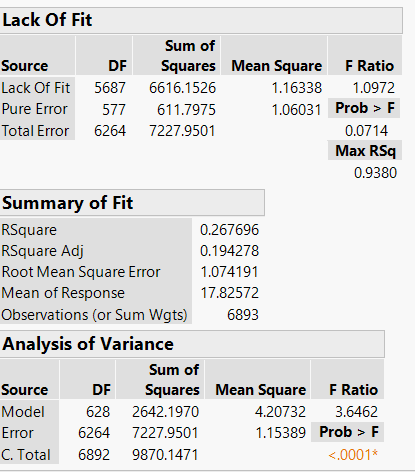 Lack Of Fit
Sum of
Source DF Squares Mean Square F Ratio
Lack Of Fit 5687 6616.1526 1.16338 1.0972
Pure Error 577 611.7975 1.06031 Prob > F
Total Error 6264 7227.9501 0.0714
Max RSq
0.9380
Summary of Fit
RSquare 0.267696
RSquare Adj 0.194278
Root Mean Square Error 1.074191
Mean of Response 17.82572
Observations (or Sum Wgts) 6893
Analysis of Variance
Sum of
Source DF Squares Mean Square F Ratio
Model 628 2642.1970 4.20732 3.6462
Error 6264 7227.9501 1.15389 Prob > F
C. Total 6892 9870.1471 <.0001*